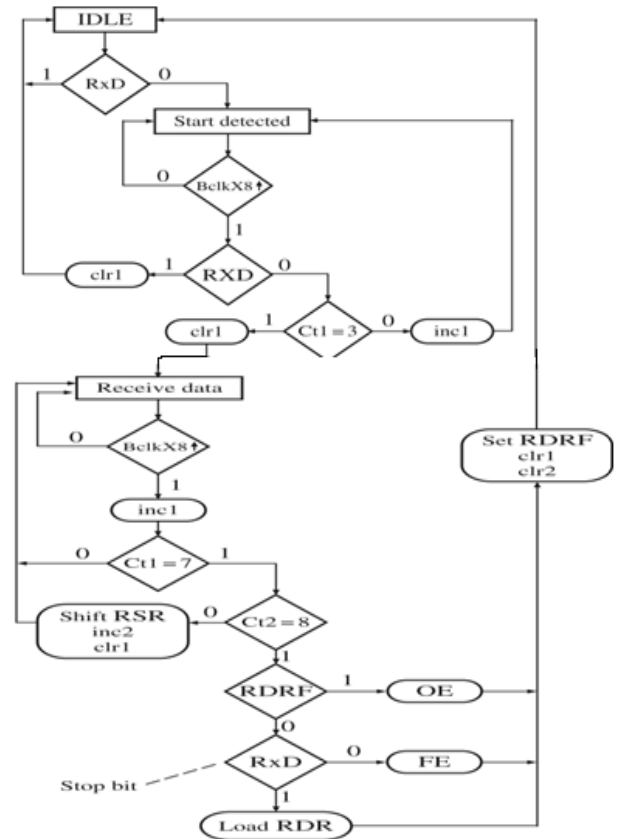 IDLE
1
RxD
0
Start detected
0
BclkX8↑
1
clr1
1
RXD
0
clr1
1
Ct1 = 3
0
inc1
Receive data
0
BclkX8↑
1
inc1
0
Ct1 = 7
1
Set RDRF
clr1
clr2
Shift RSR
inc2
clr1
0
Ct2 = 8
1
RDRF
1
OE
0
RxD
0
FE
Stop bit
1
Load RDR